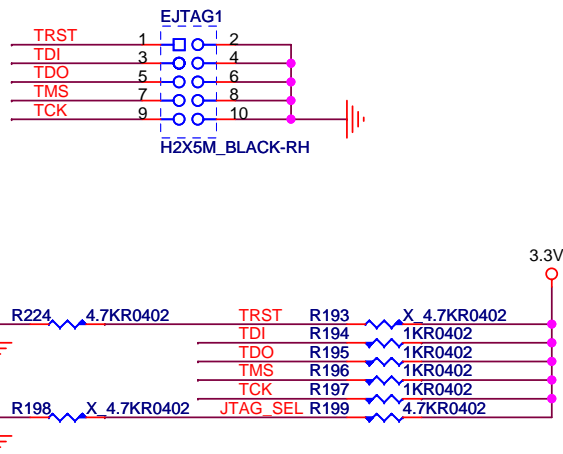 EJTAG1
TRST 1 2
TDI 3 4
TDO 5 6
TMS 7 8
TCK 9 10
H2X5M_BLACK-RH
3.3V
R224 4.7KR0402 TRST R193 X_4.7KR0402
TDI R194 1KR0402
TDO R195 1KR0402
TMS R196 1KR0402
TCK R197 1KR0402
R198 X_4.7KR0402 JTAG_SEL R199 4.7KR0402